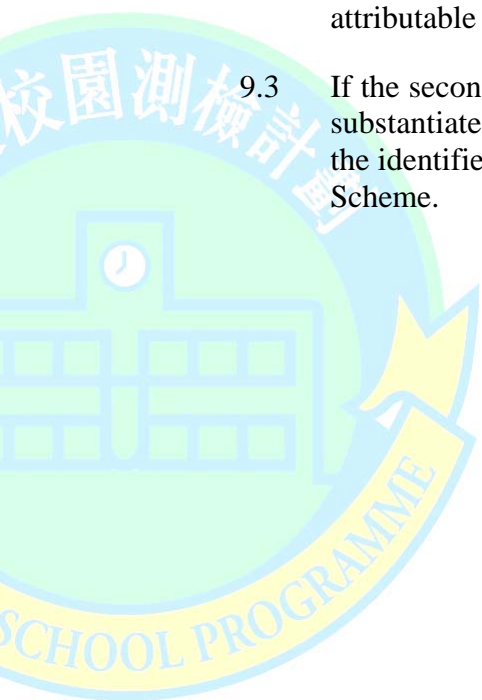 attributable
9.3 If the secon
substantiate
the identifie
Scheme.
校園測檢計劃
SCHOOL PROGRAMME